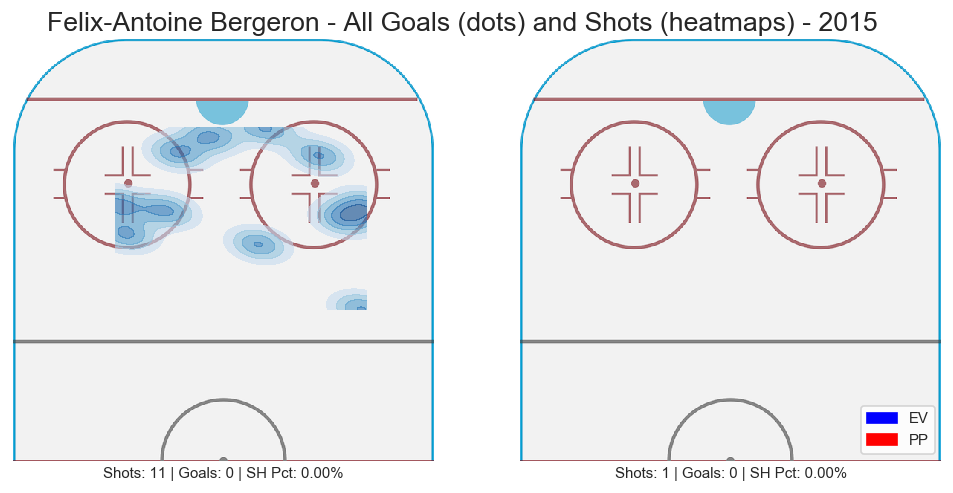 Felix-Antoine Bergeron - All Goals (dots) and Shots (heatmaps) - 2015
EV
PP
Shots: 11 | Goals: 0 | SH Pct: 0.00%
Shots: 1 | Goals: 0 | SH Pct: 0.00%